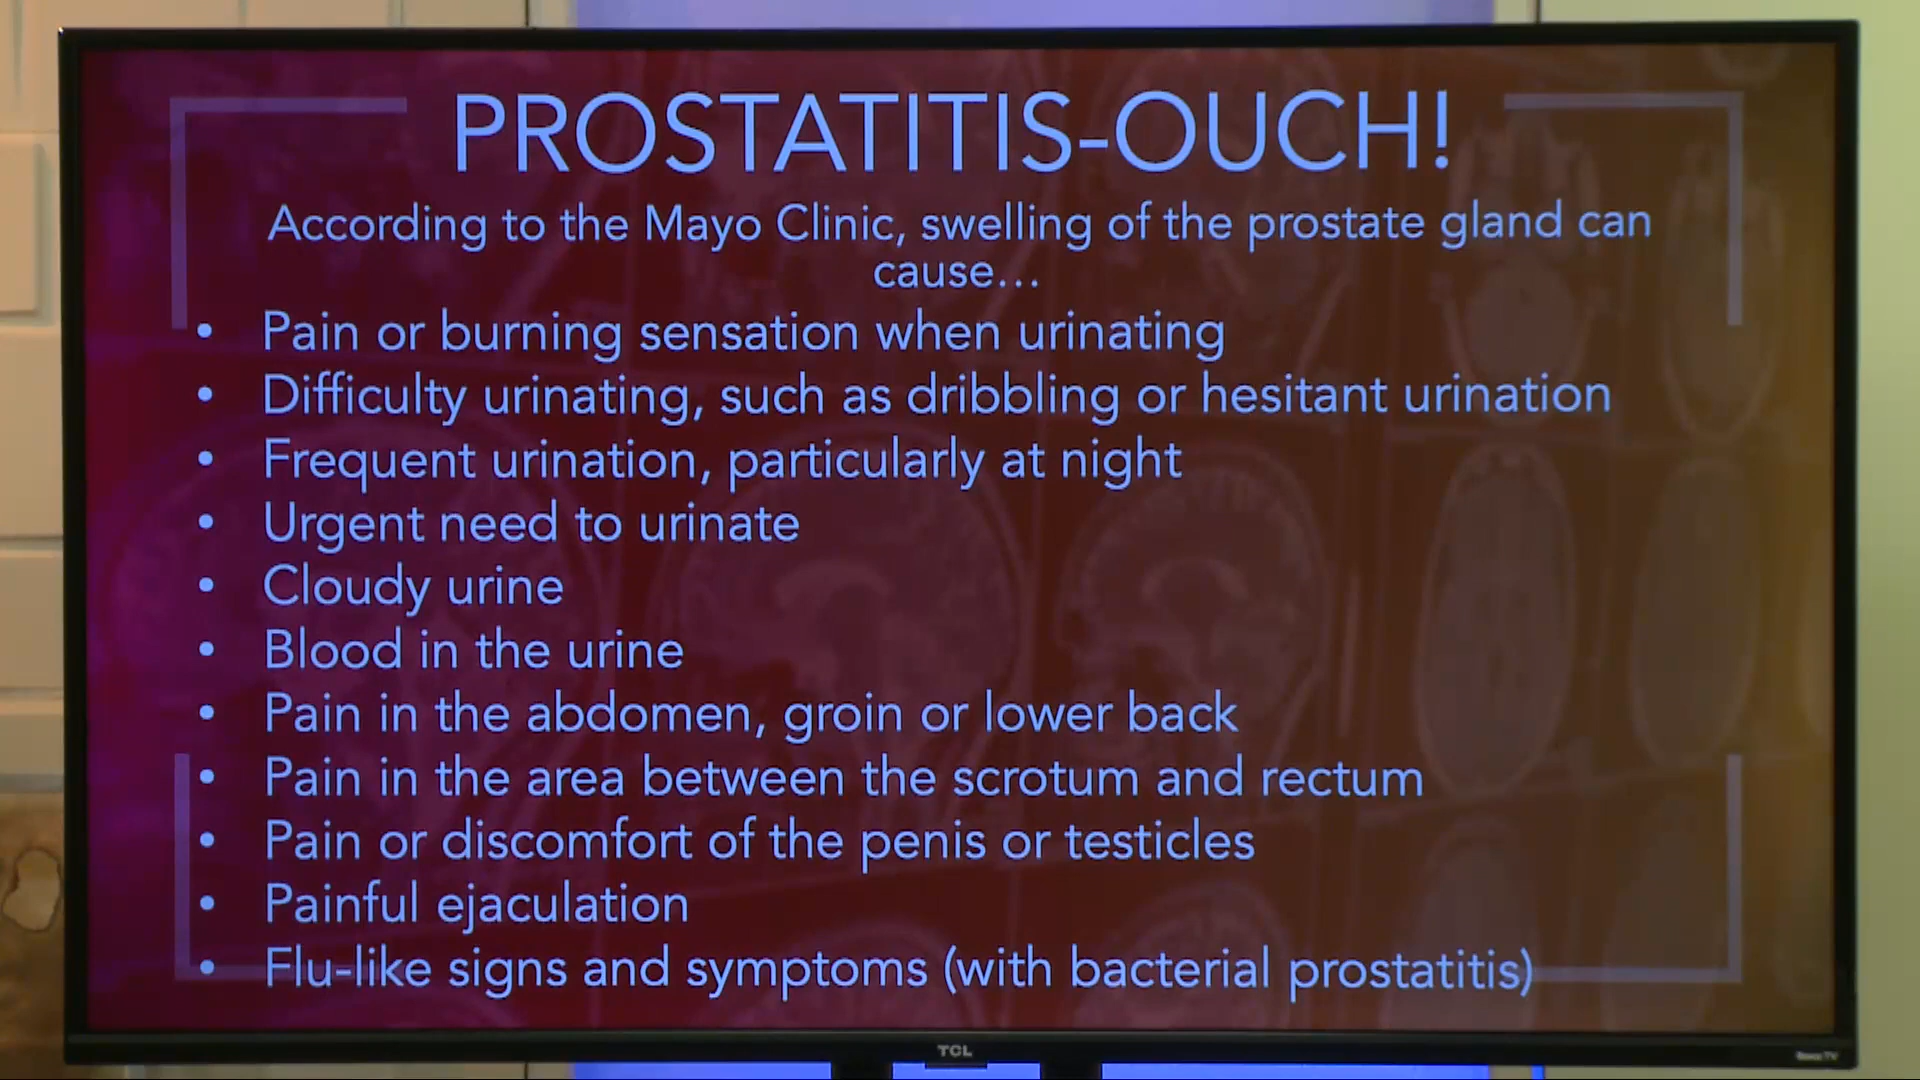 PROSTATITIS-OUCH!
According to the Mayo Clinic, swelling of the prostate gland can
cause...
• Pain or burning sensation when urinating
• Difficulty urinating, such as dribbling or hesitant urination
• Frequent urination, particularly at night
• Urgent need to urinate
• Cloudy urine
• Blood in the urine
• Pain in the abdomen, groin or lower back
• Pain in the area between the scrotum and rectum
• Pain or discomfort of the penis or testicles
• Painful ejaculation
• Flu-like signs and symptoms (with bacterial prostatitis)
TCL
Roku TV